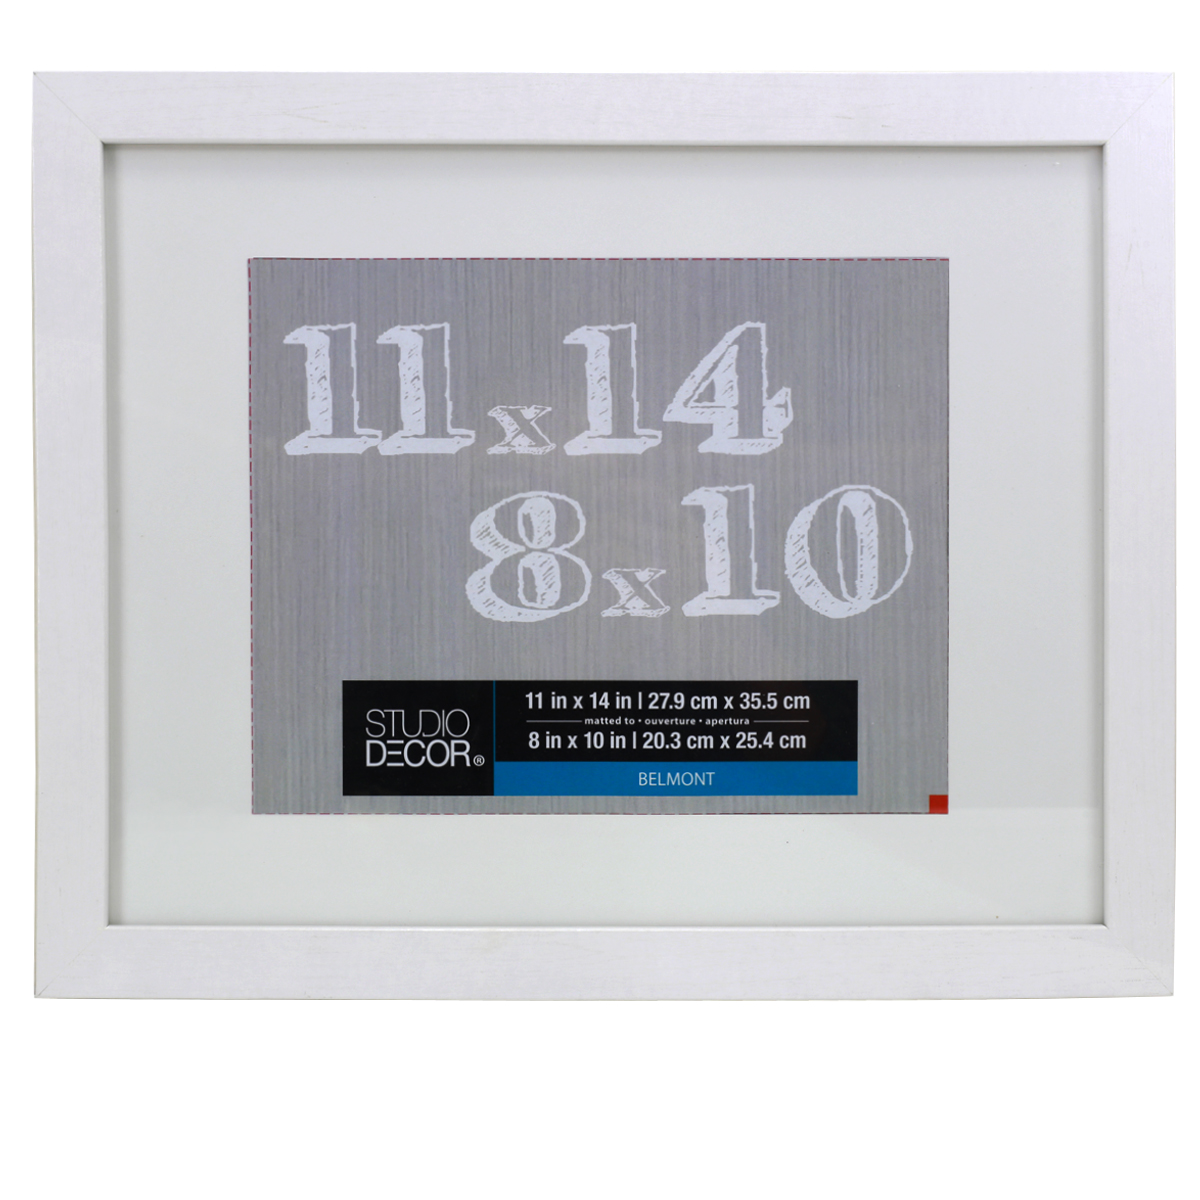 11x14
8x10
STUDIO
DECOR®
11 in x 14 in | 27.9 cm x 35.5 cm
matted to • ouverture • apertura
8 in x 10 in | 20.3 cm x 25.4 cm
BELMONT